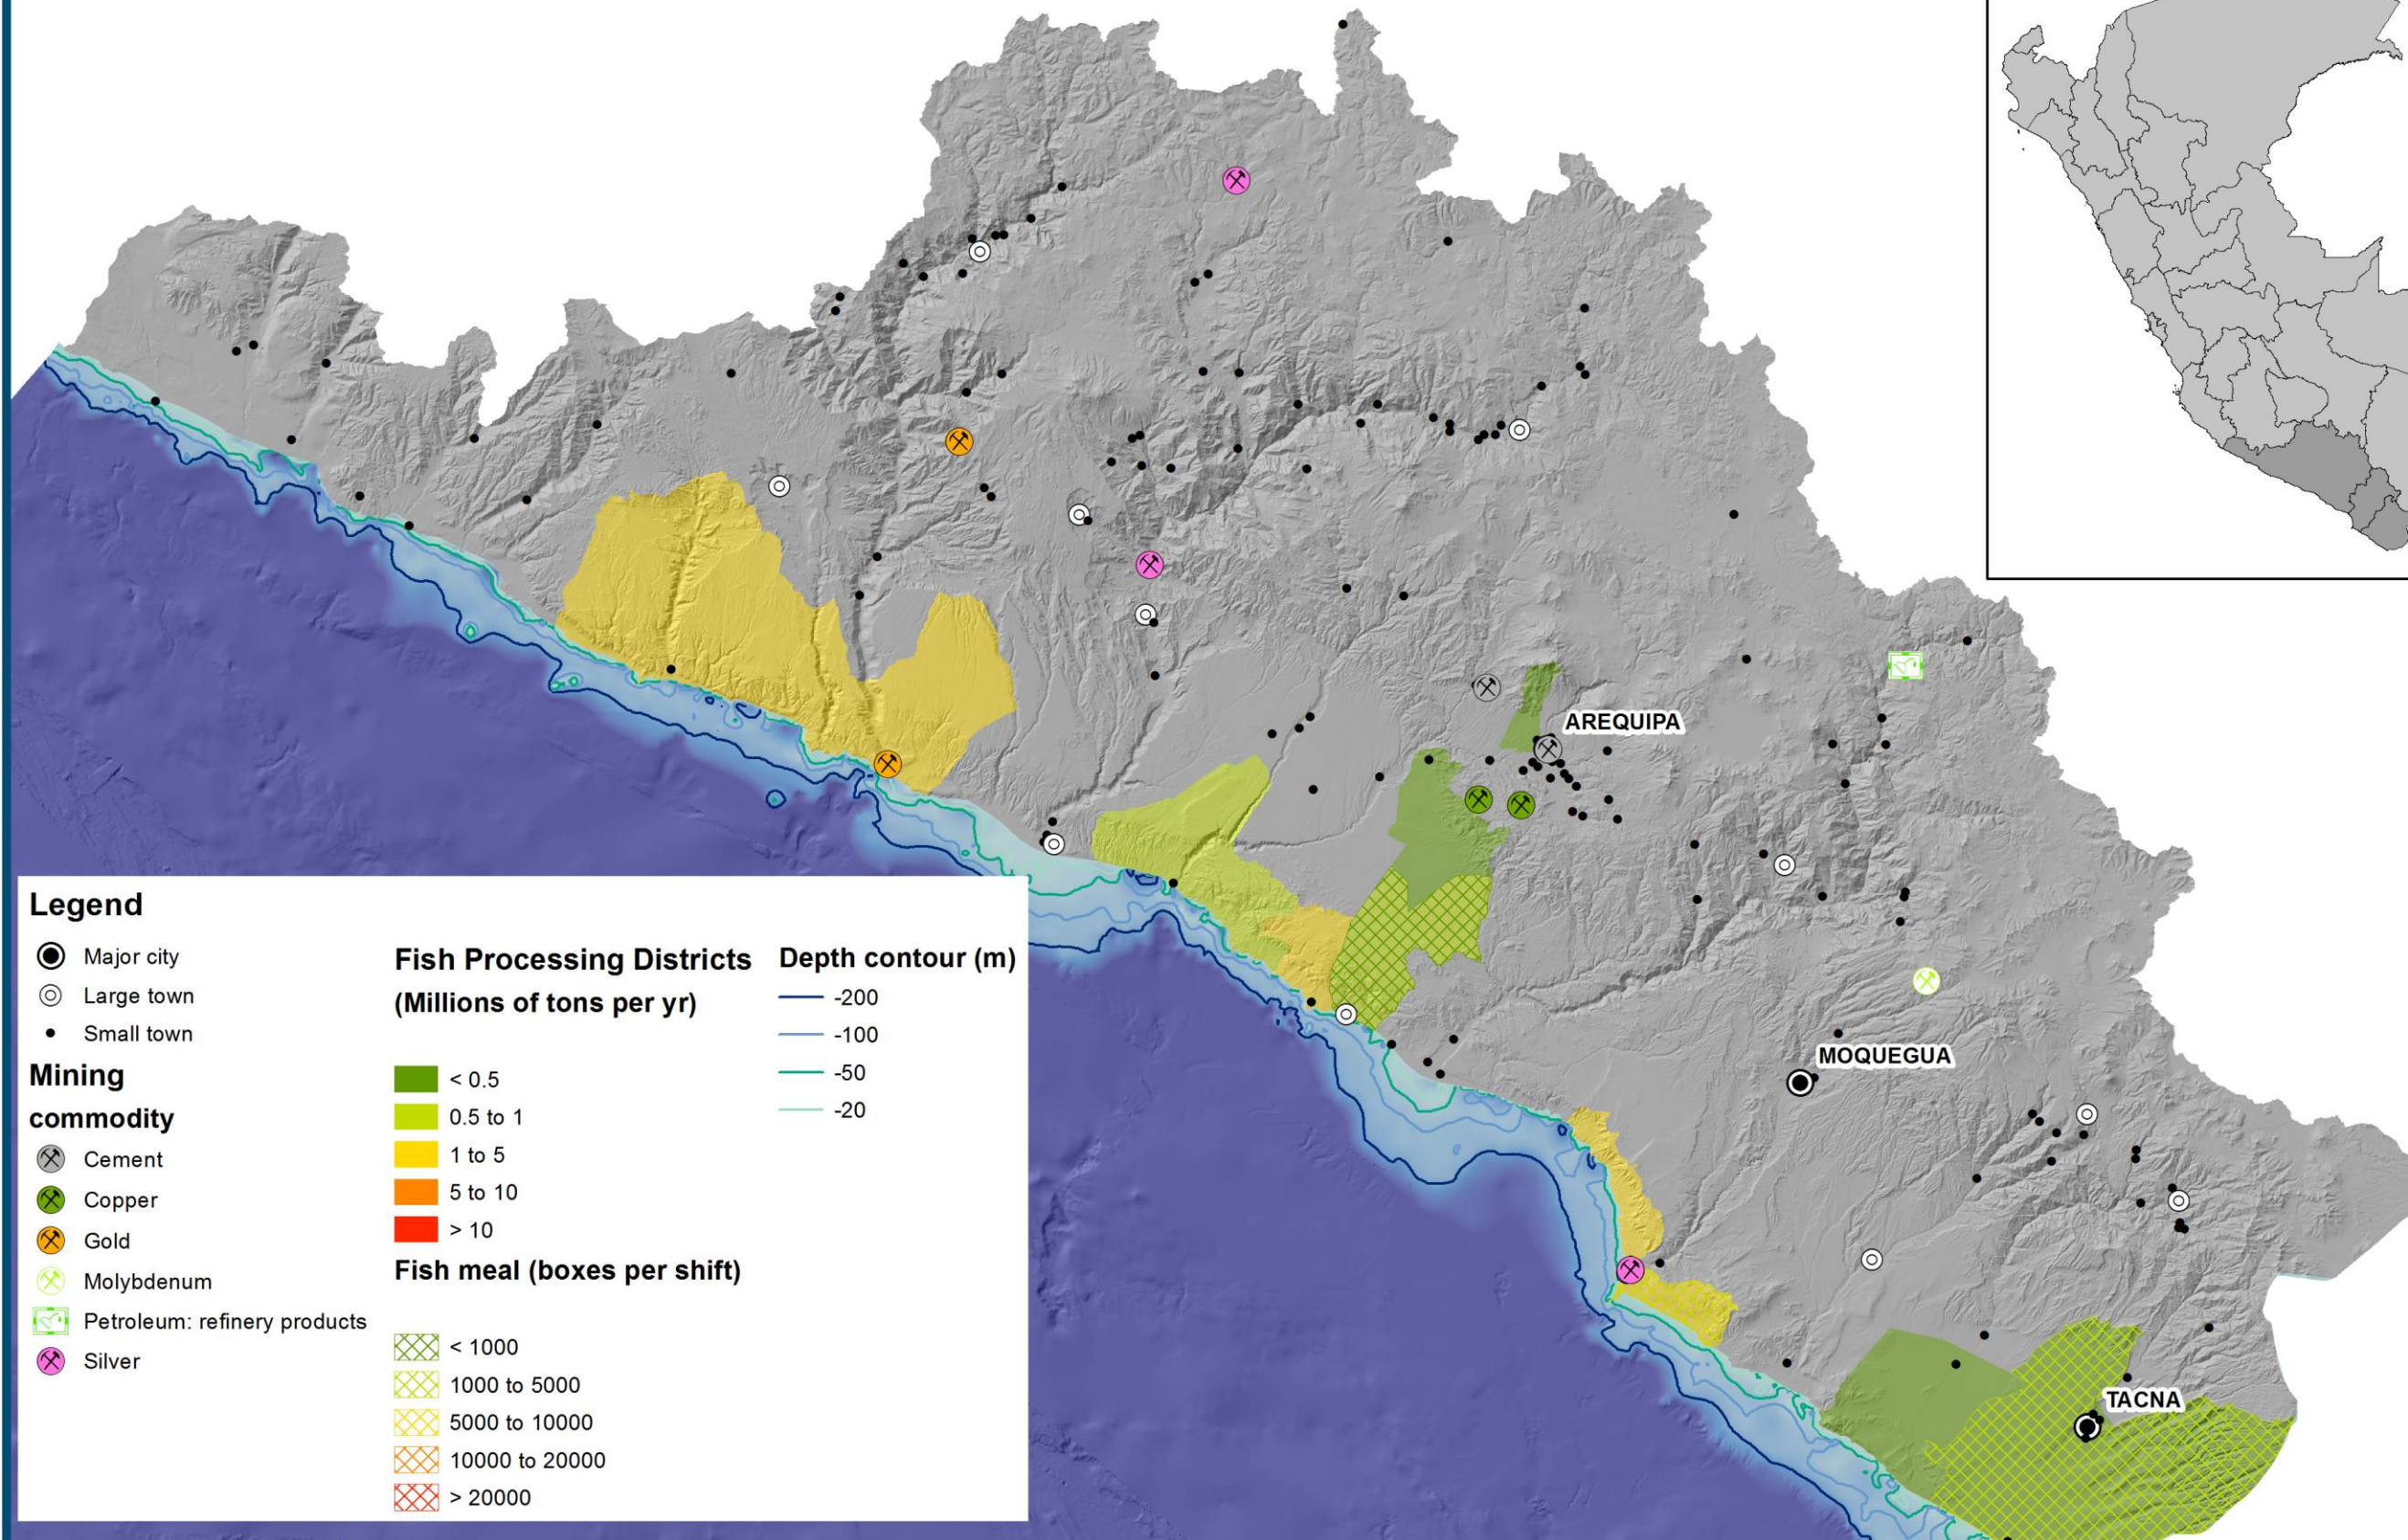 AREQUIPA
MOQUEGUA
TACNA
Legend
Major city
Large town
Small town
Mining
commodity
Cement
Copper
Gold
Molybdenum
Petroleum: refinery products
Silver
Fish Processing Districts
(Millions of tons per yr)
< 0.5
0.5 to 1
1 to 5
5 to 10
> 10
Fish meal (boxes per shift)
< 1000
1000 to 5000
5000 to 10000
10000 to 20000
> 20000
Depth contour (m)
-200
-100
-50
-20